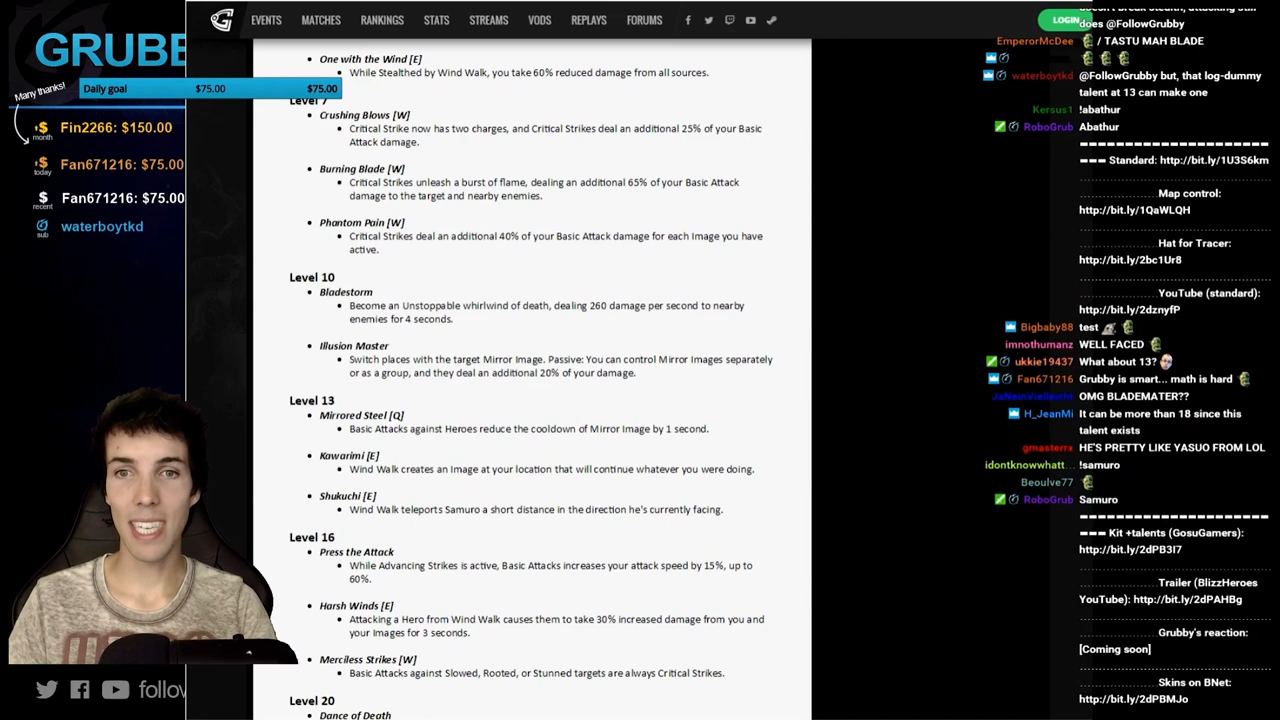 EVENTS MATCHES RANKINGS STATS STREAMS VODS REPLAYS FORUMS
LOGIN
GRUBB
Many thanks!
Daily goal $75.00 $75.00
$ month Fin2266: $150.00
$ today Fan671216: $75.00
$ recent Fan671216: $75.00
sub waterboytkd
follow
One with the Wind [E]
While Stealthed by Wind Walk, you take 60% reduced damage from all sources.
Level 7
Crushing Blows [W]
Critical Strike now has two charges, and Critical Strikes deal an additional 25% of your Basic
Attack damage.
Burning Blade [W]
Critical Strikes unleash a burst of flame, dealing an additional 65% of your Basic Attack
damage to the target and nearby enemies.
Phantom Pain [W]
Critical Strikes deal an additional 40% of your Basic Attack damage for each Image you have
active.
Level 10
Bladestorm
Become an Unstoppable whirlwind of death, dealing 260 damage per second to nearby
enemies for 4 seconds.
Illusion Master
Switch places with the target Mirror Image. Passive: You can control Mirror Images separately
or as a group, and they deal an additional 20% of your damage.
Level 13
Mirrored Steel [Q]
Basic Attacks against Heroes reduce the cooldown of Mirror Image by 1 second.
Kawarimi [E]
Wind Walk creates an Image at your location that will continue whatever you were doing.
Shukuchi [E]
Wind Walk teleports Samuro a short distance in the direction he's currently facing.
Level 16
Press the Attack
While Advancing Strikes is active, Basic Attacks increases your attack speed by 15%, up to
60%.
Harsh Winds [E]
Attacking a Hero from Wind Walk causes them to take 30% increased damage from you and
your Images for 3 seconds.
Merciless Strikes [W]
Basic Attacks against Slowed, Rooted, or Stunned targets are always Critical Strikes.
Level 20
Dance of Death
doesn't break stealth, attacking still
does @FollowGrubby
EmperorMcDee / TASTU MAH BLADE
waterboytkd @FollowGrubby but, that log-dummy
talent at 13 can make one
Kersus1 !abathur
RoboGrub Abathur
Standard: http://bit.ly/1U3S6km
Map control:
http://bit.ly/1QaWLQH
Hat for Tracer:
http://bit.ly/2bc1Ur8
YouTube (standard):
http://bit.ly/2dznyfP
Bigbaby88 test
imnothumanz WELL FACED
ukkie19437 What about 13?
Fan671216 Grubby is smart... math is hard
JaNeinVielleicht OMG BLADEMATER??
H_JeanMi It can be more than 18 since this
talent exists
gmasterrx HE'S PRETTY LIKE YASUO FROM LOL
idontknowwhatt... !samuro
Beoulve77
RoboGrub Samuro
Kit +talents (GosuGamers):
http://bit.ly/2dPB3I7
Trailer (BlizzHeroes
YouTube): http://bit.ly/2dPAHBg
Grubby's reaction:
[Coming soon]
Skins on BNet:
http://bit.ly/2dPBMJo